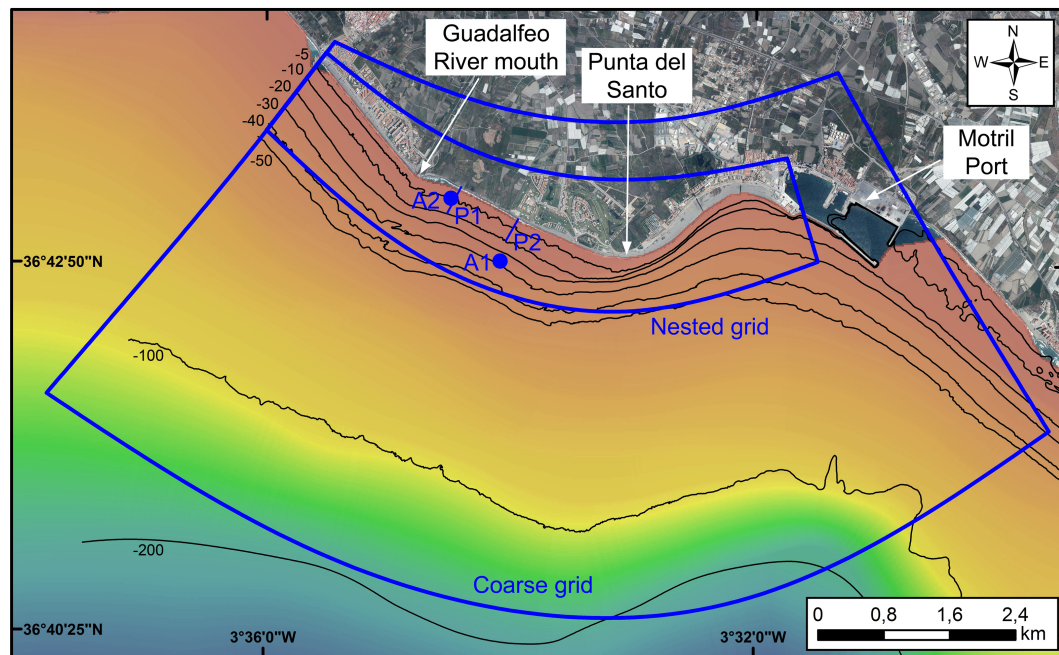 Guadalfeo
River mouth
Punta del
Santo
N
W E
S
Motril
Port
-5
-10
-20
-30
-40
-50
A2
P1
P2
A1
36°42'50"N
Nested grid
-100
-200
Coarse grid
36°40'25"N
3°36'0"W
3°32'0"W
0 0,8 1,6 2,4
km